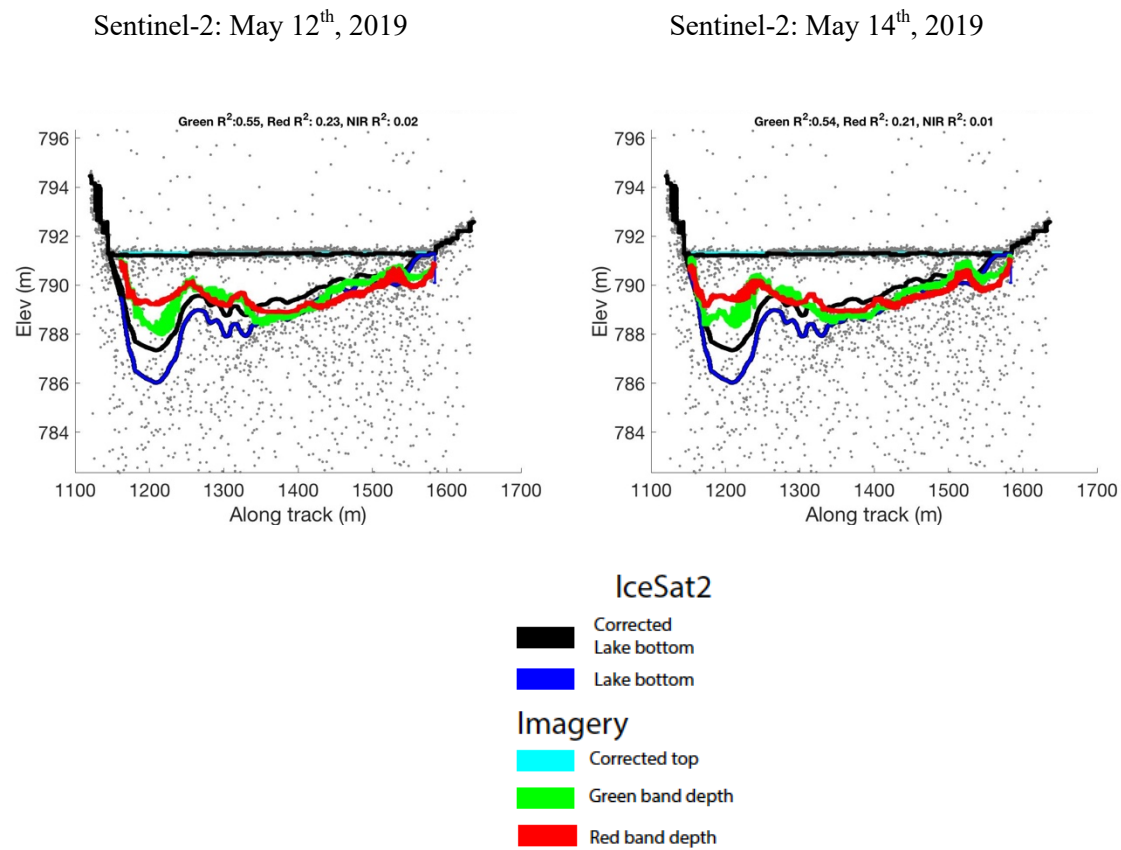 Sentinel-2: May 12th, 2019
Sentinel-2: May 14th, 2019
Green R2:0.55, Red R2: 0.23, NIR R2: 0.02
796
794
792
790
788
786
784
Elev (m)
1100 1200 1300 1400 1500 1600 1700
Along track (m)
Green R2:0.54, Red R2: 0.21, NIR R2: 0.01
796
794
792
790
788
786
784
Elev (m)
1100 1200 1300 1400 1500 1600 1700
Along track (m)
IceSat2
Corrected
Lake bottom
Lake bottom
Imagery
Corrected top
Green band depth
Red band depth